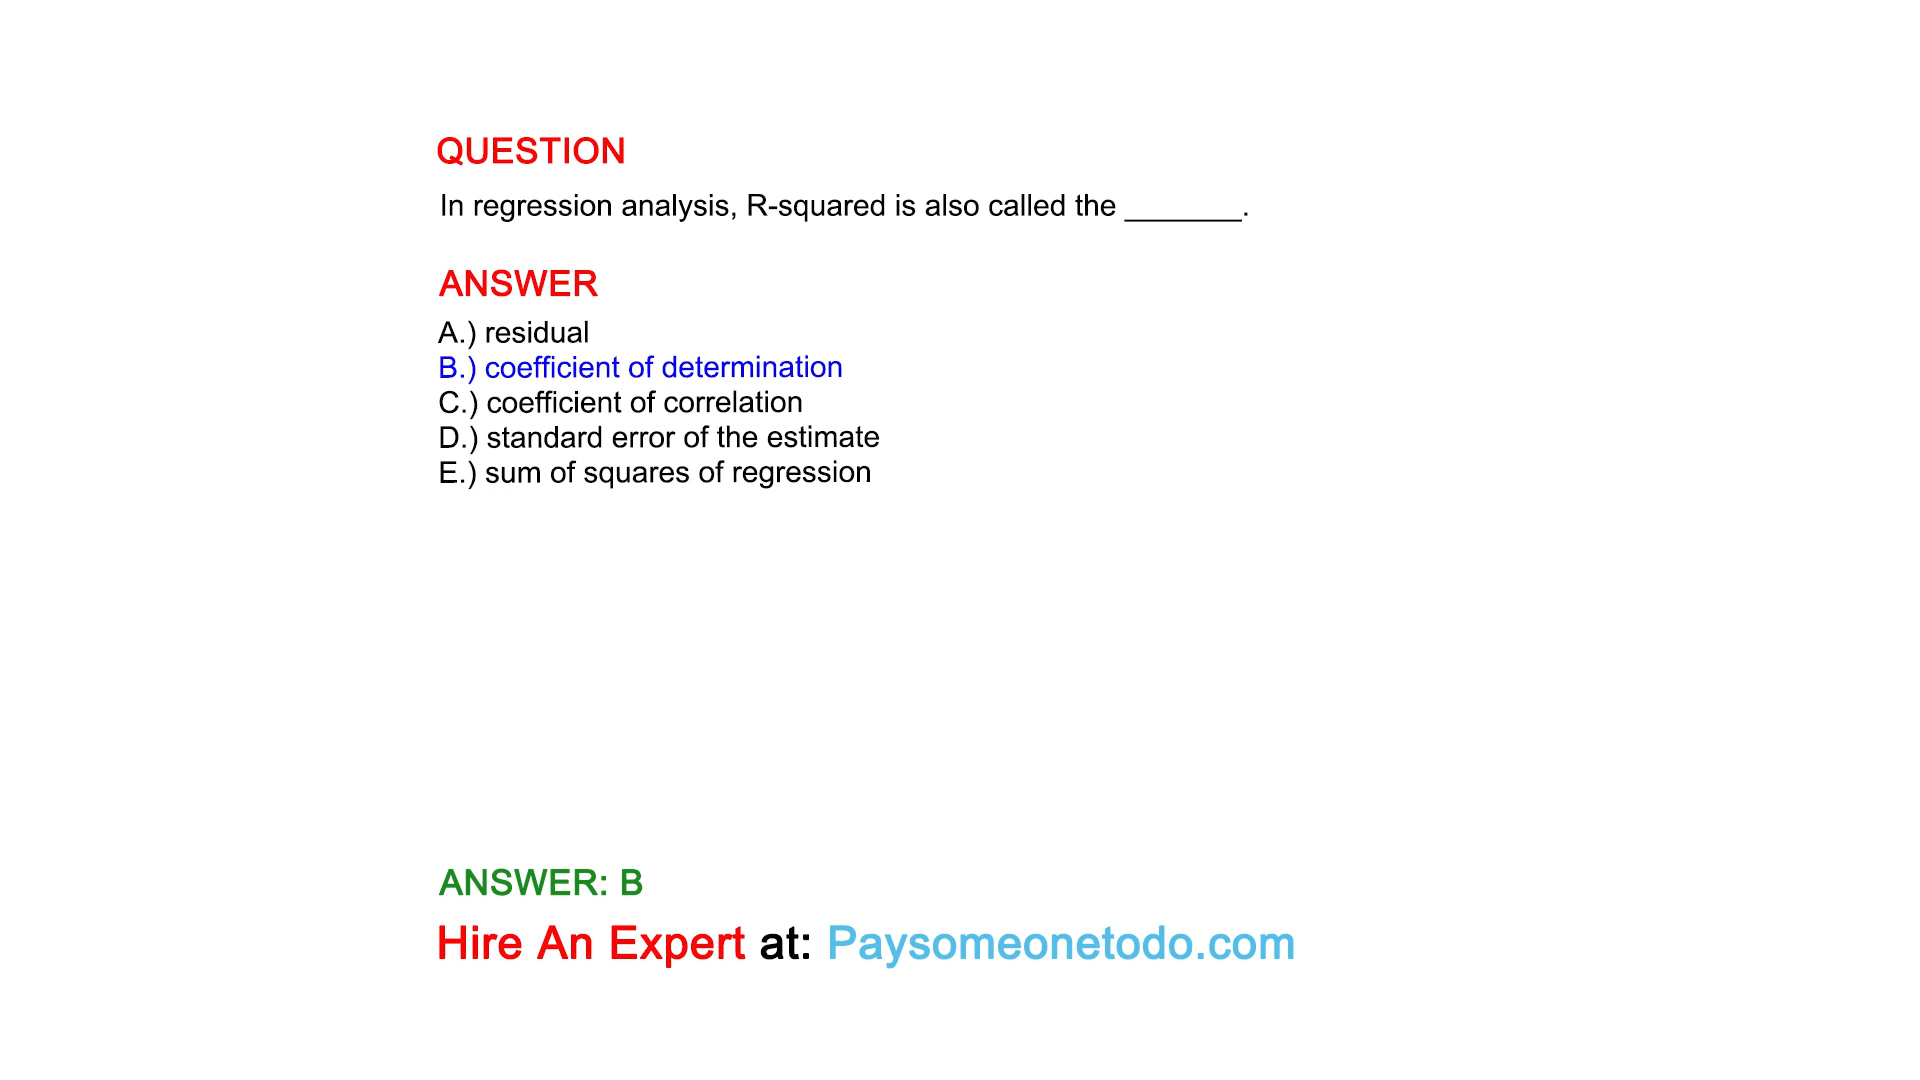 QUESTION
In regression analysis, R-squared is also called the _______.
ANSWER
A.) residual
B.) coefficient of determination
C.) coefficient of correlation
D.) standard error of the estimate
E.) sum of squares of regression
ANSWER: B
Hire An Expert at: Paysomeonetodo.com